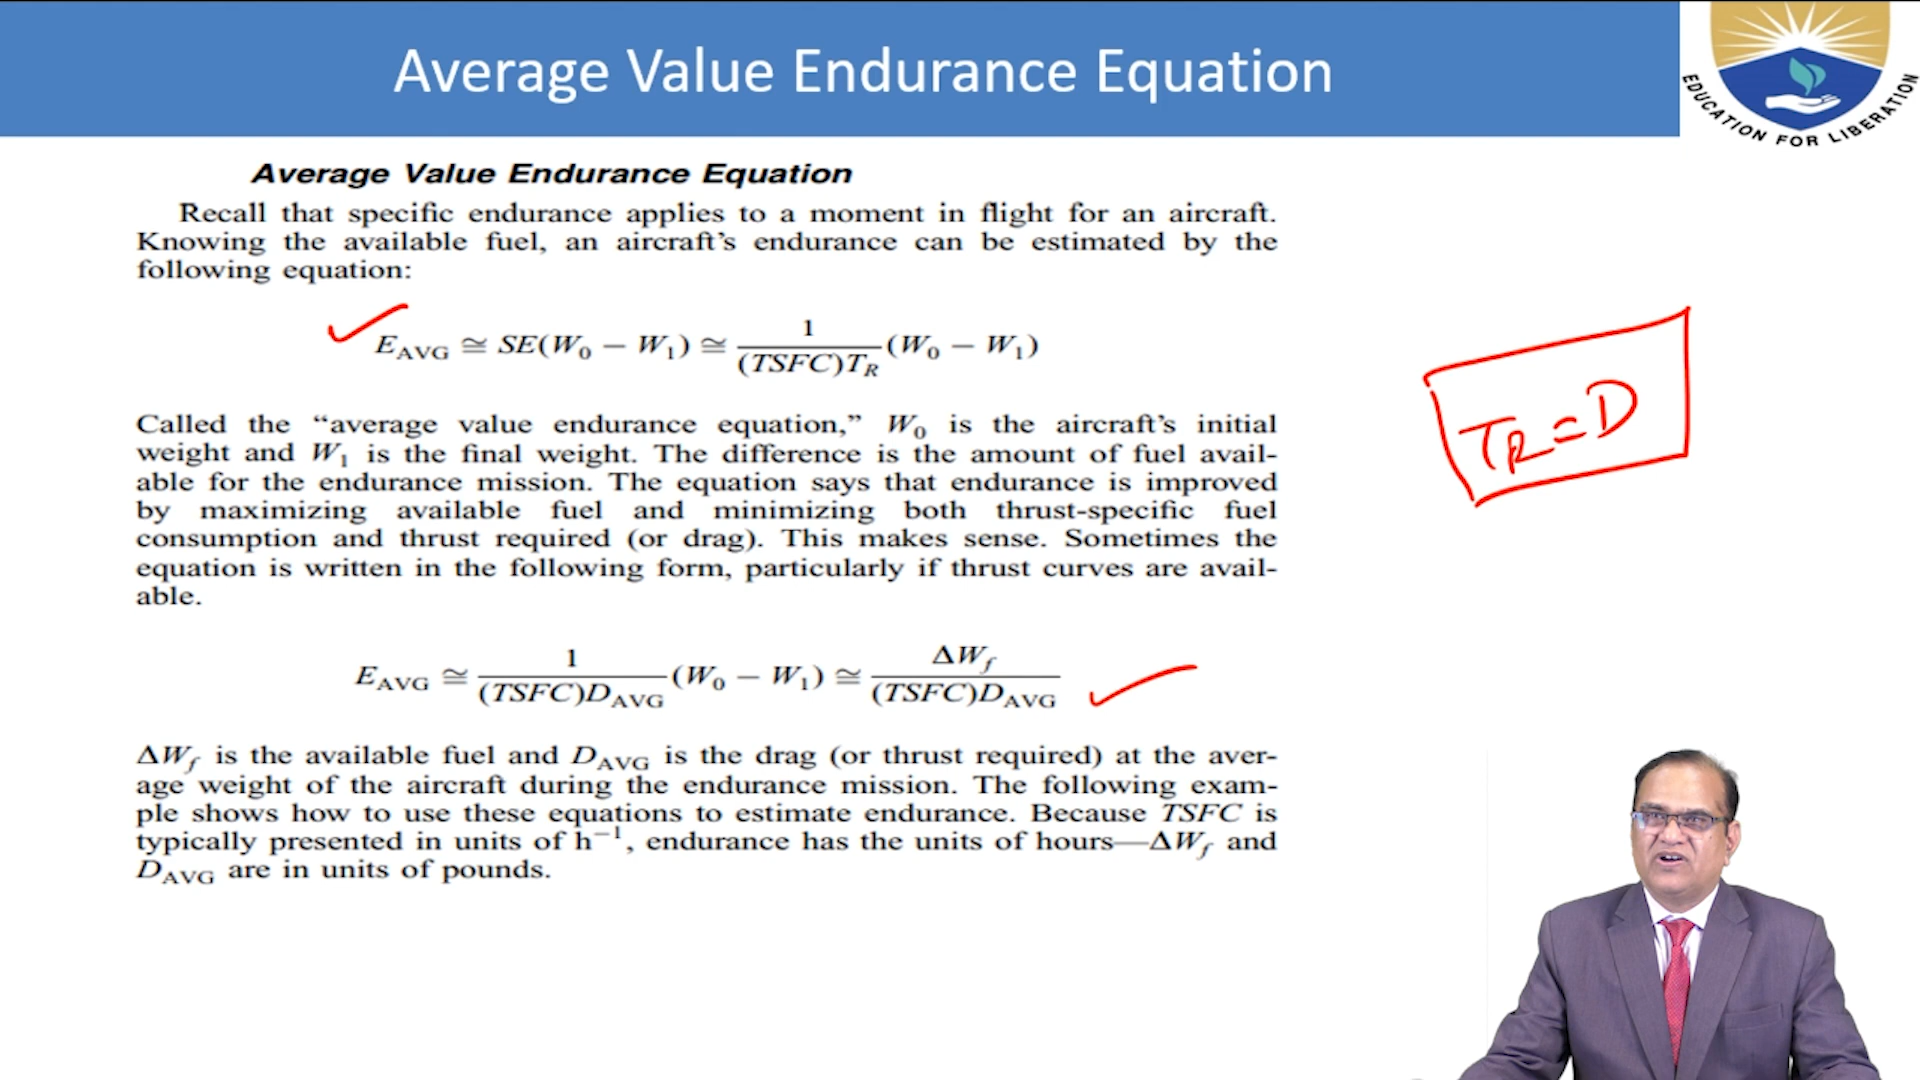 Average Value Endurance Equation
EDUCATION FOR LIBERATION
Average Value Endurance Equation
Recall that specific endurance applies to a moment in flight for an aircraft.
Knowing the available fuel, an aircraft's endurance can be estimated by the
following equation:
E_AVG ≅ SE(W_0 − W_1) ≅ 1/((TSFC)T_R) (W_0 − W_1)
T_R = D
Called the “average value endurance equation,” W_0 is the aircraft's initial
weight and W_1 is the final weight. The difference is the amount of fuel avail-
able for the endurance mission. The equation says that endurance is improved
by maximizing available fuel and minimizing both thrust-specific fuel
consumption and thrust required (or drag). This makes sense. Sometimes the
equation is written in the following form, particularly if thrust curves are avail-
able.
E_AVG ≅ 1/((TSFC)D_AVG) (W_0 − W_1) ≅ ΔW_f/((TSFC)D_AVG)
ΔW_f is the available fuel and D_AVG is the drag (or thrust required) at the aver-
age weight of the aircraft during the endurance mission. The following exam-
ple shows how to use these equations to estimate endurance. Because TSFC is
typically presented in units of h⁻¹, endurance has the units of hours—ΔW_f and
D_AVG are in units of pounds.